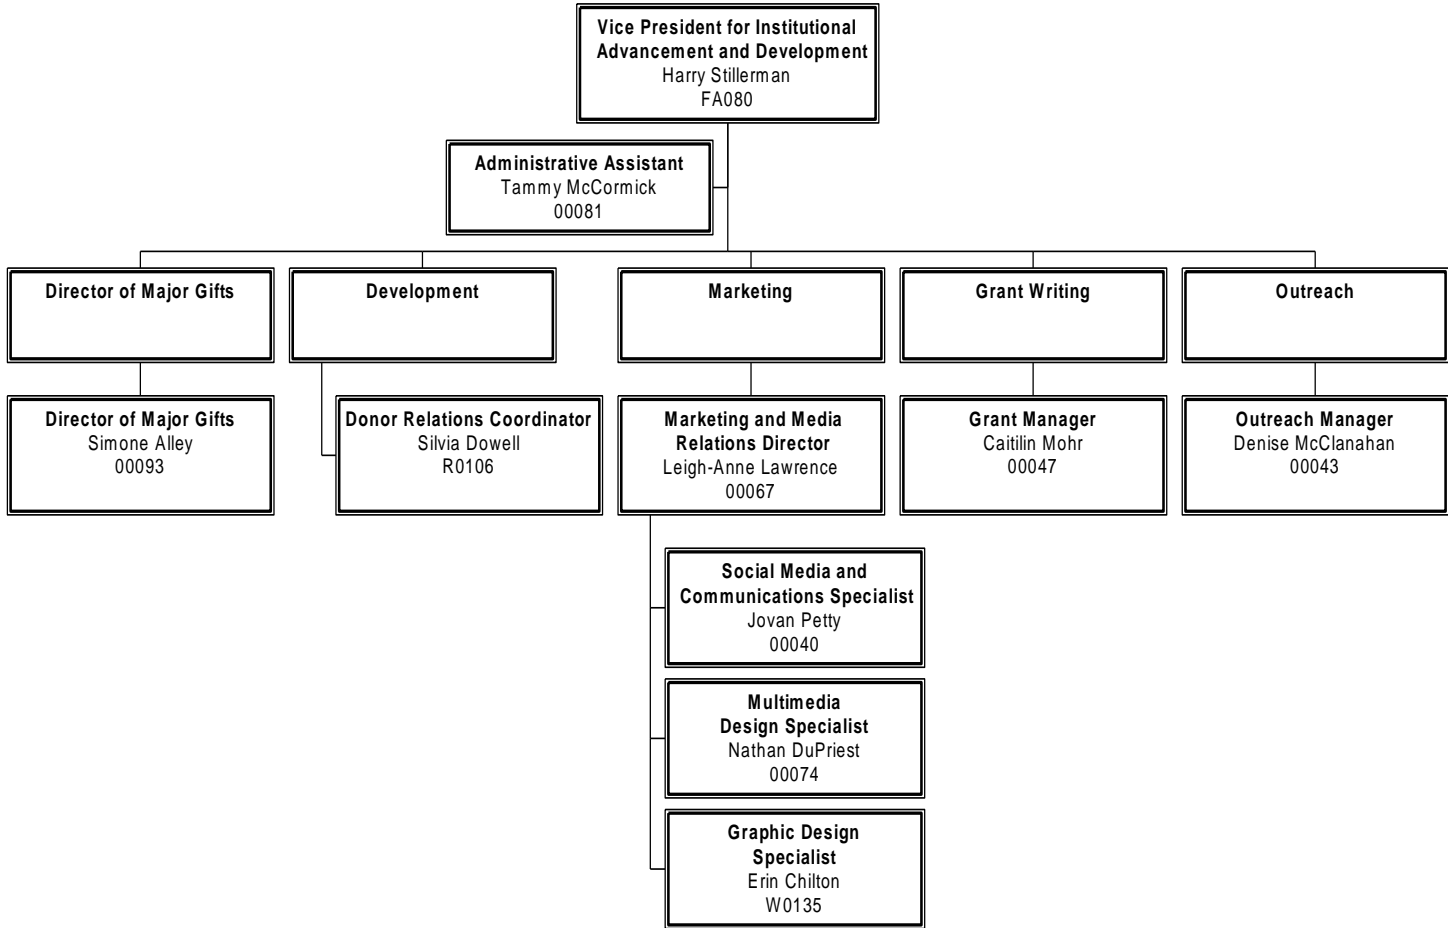 Vice President for Institutional
Advancement and Development
Harry Stillerman
FA080
Administrative Assistant
Tammy McCormick
00081
Director of Major Gifts
Development
Marketing
Grant Writing
Outreach
Director of Major Gifts
Simone Alley
00093
Donor Relations Coordinator
Silvia Dowell
R0106
Marketing and Media
Relations Director
Leigh-Anne Lawrence
00067
Grant Manager
Caitilin Mohr
00047
Outreach Manager
Denise McClanahan
00043
Social Media and
Communications Specialist
Jovan Petty
00040
Multimedia
Design Specialist
Nathan DuPriest
00074
Graphic Design
Specialist
Erin Chilton
W0135